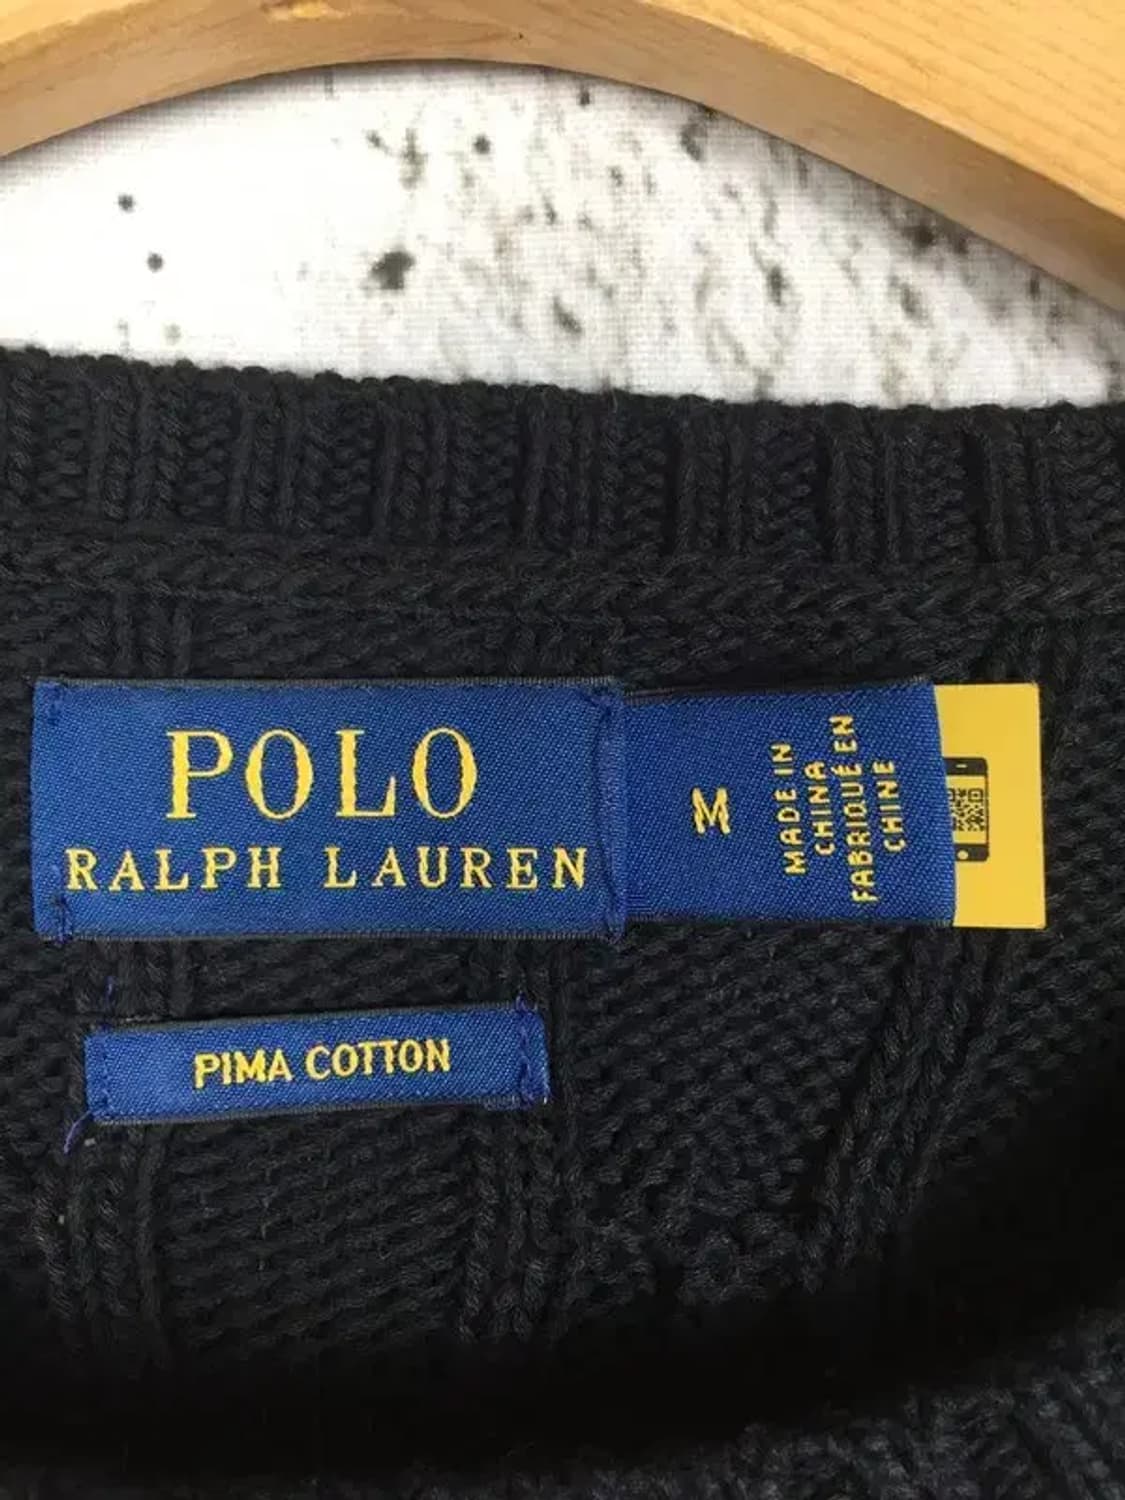 POLO
RALPH LAUREN
M
MADE IN
CHINA
FABRIQUÉ EN
CHINE
PIMA COTTON